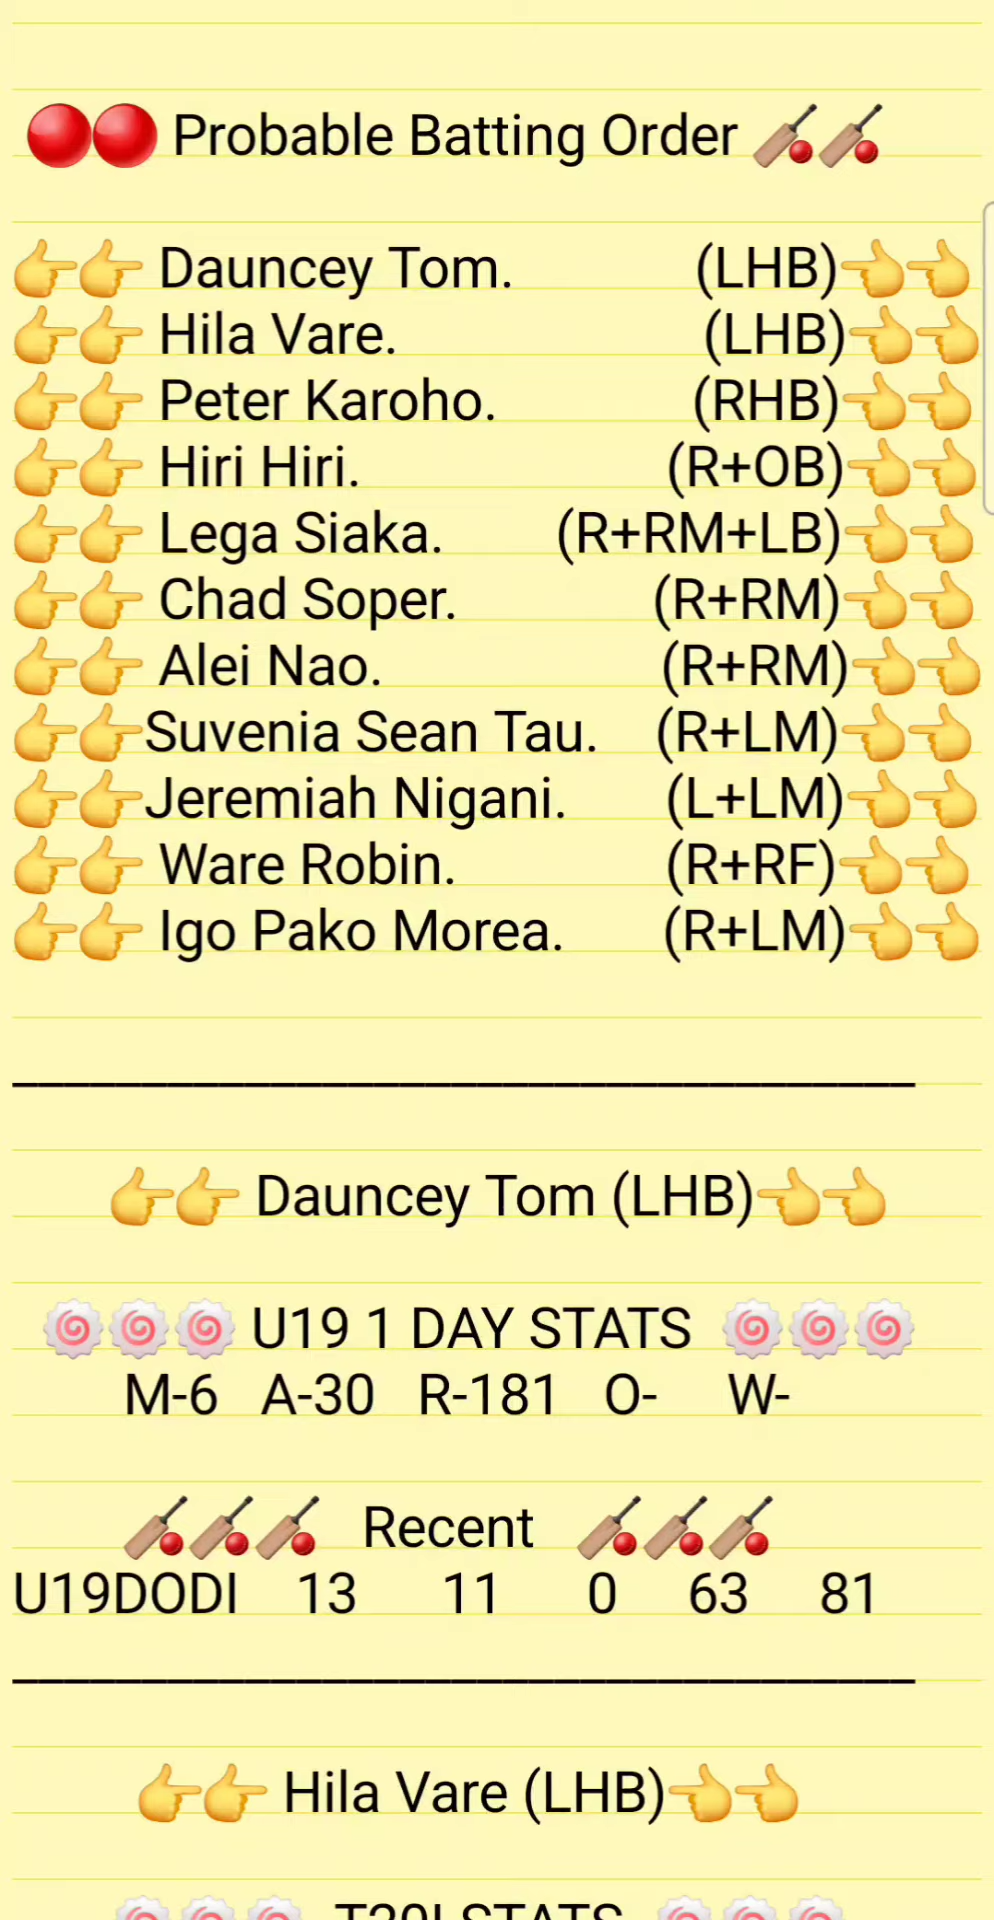 🔴🔴 Probable Batting Order 🏏🏏
👉👉 Dauncey Tom. (LHB)👈👈
👉👉 Hila Vare. (LHB)👈👈
👉👉 Peter Karoho. (RHB)👈👈
👉👉 Hiri Hiri. (R+OB)👈👈
👉👉 Lega Siaka. (R+RM+LB)👈👈
👉👉 Chad Soper. (R+RM)👈👈
👉👉 Alei Nao. (R+RM)👈👈
👉👉Suvenia Sean Tau. (R+LM)👈👈
👉👉Jeremiah Nigani. (L+LM)👈👈
👉👉 Ware Robin. (R+RF)👈👈
👉👉 Igo Pako Morea. (R+LM)👈👈
👉👉 Dauncey Tom (LHB)👈👈
🍥🍥🍥 U19 1 DAY STATS 🍥🍥🍥
M-6 A-30 R-181 O- W-
🏏🏏🏏 Recent 🏏🏏🏏
U19DODI 13 11 0 63 81
👉👉 Hila Vare (LHB)👈👈
🍥🍥🍥 T20I STATS 🍥🍥🍥